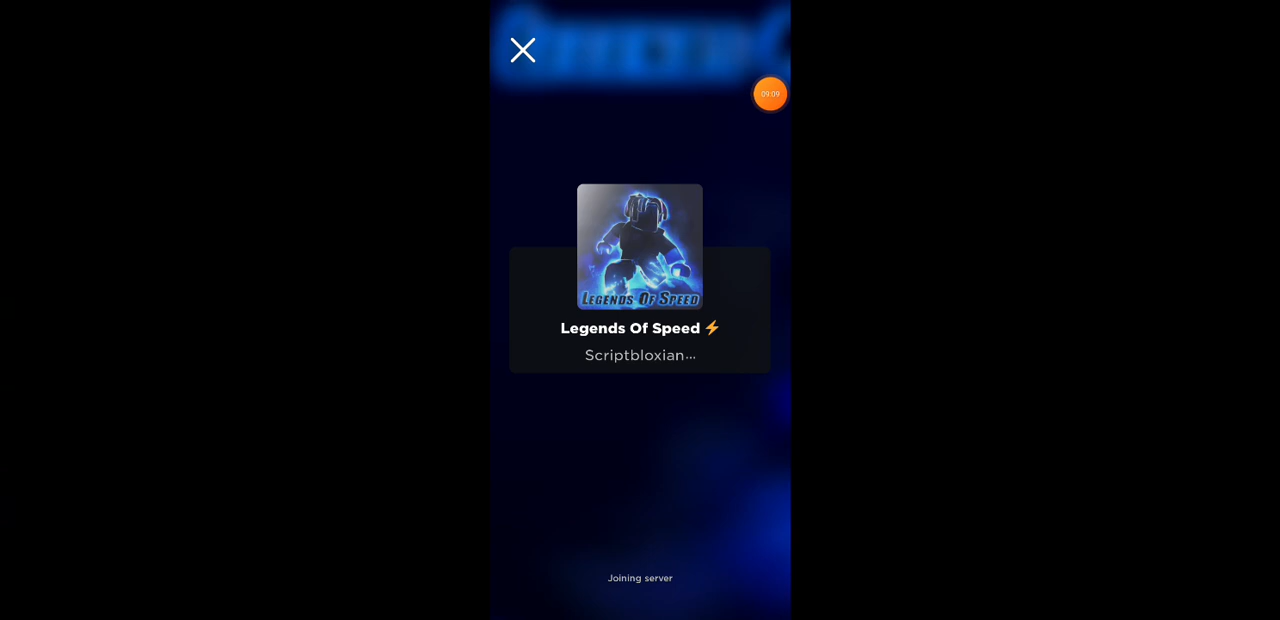 09:09
LEGENDS OF SPEED
Legends Of Speed ⚡
Scriptbloxian...
Joining server